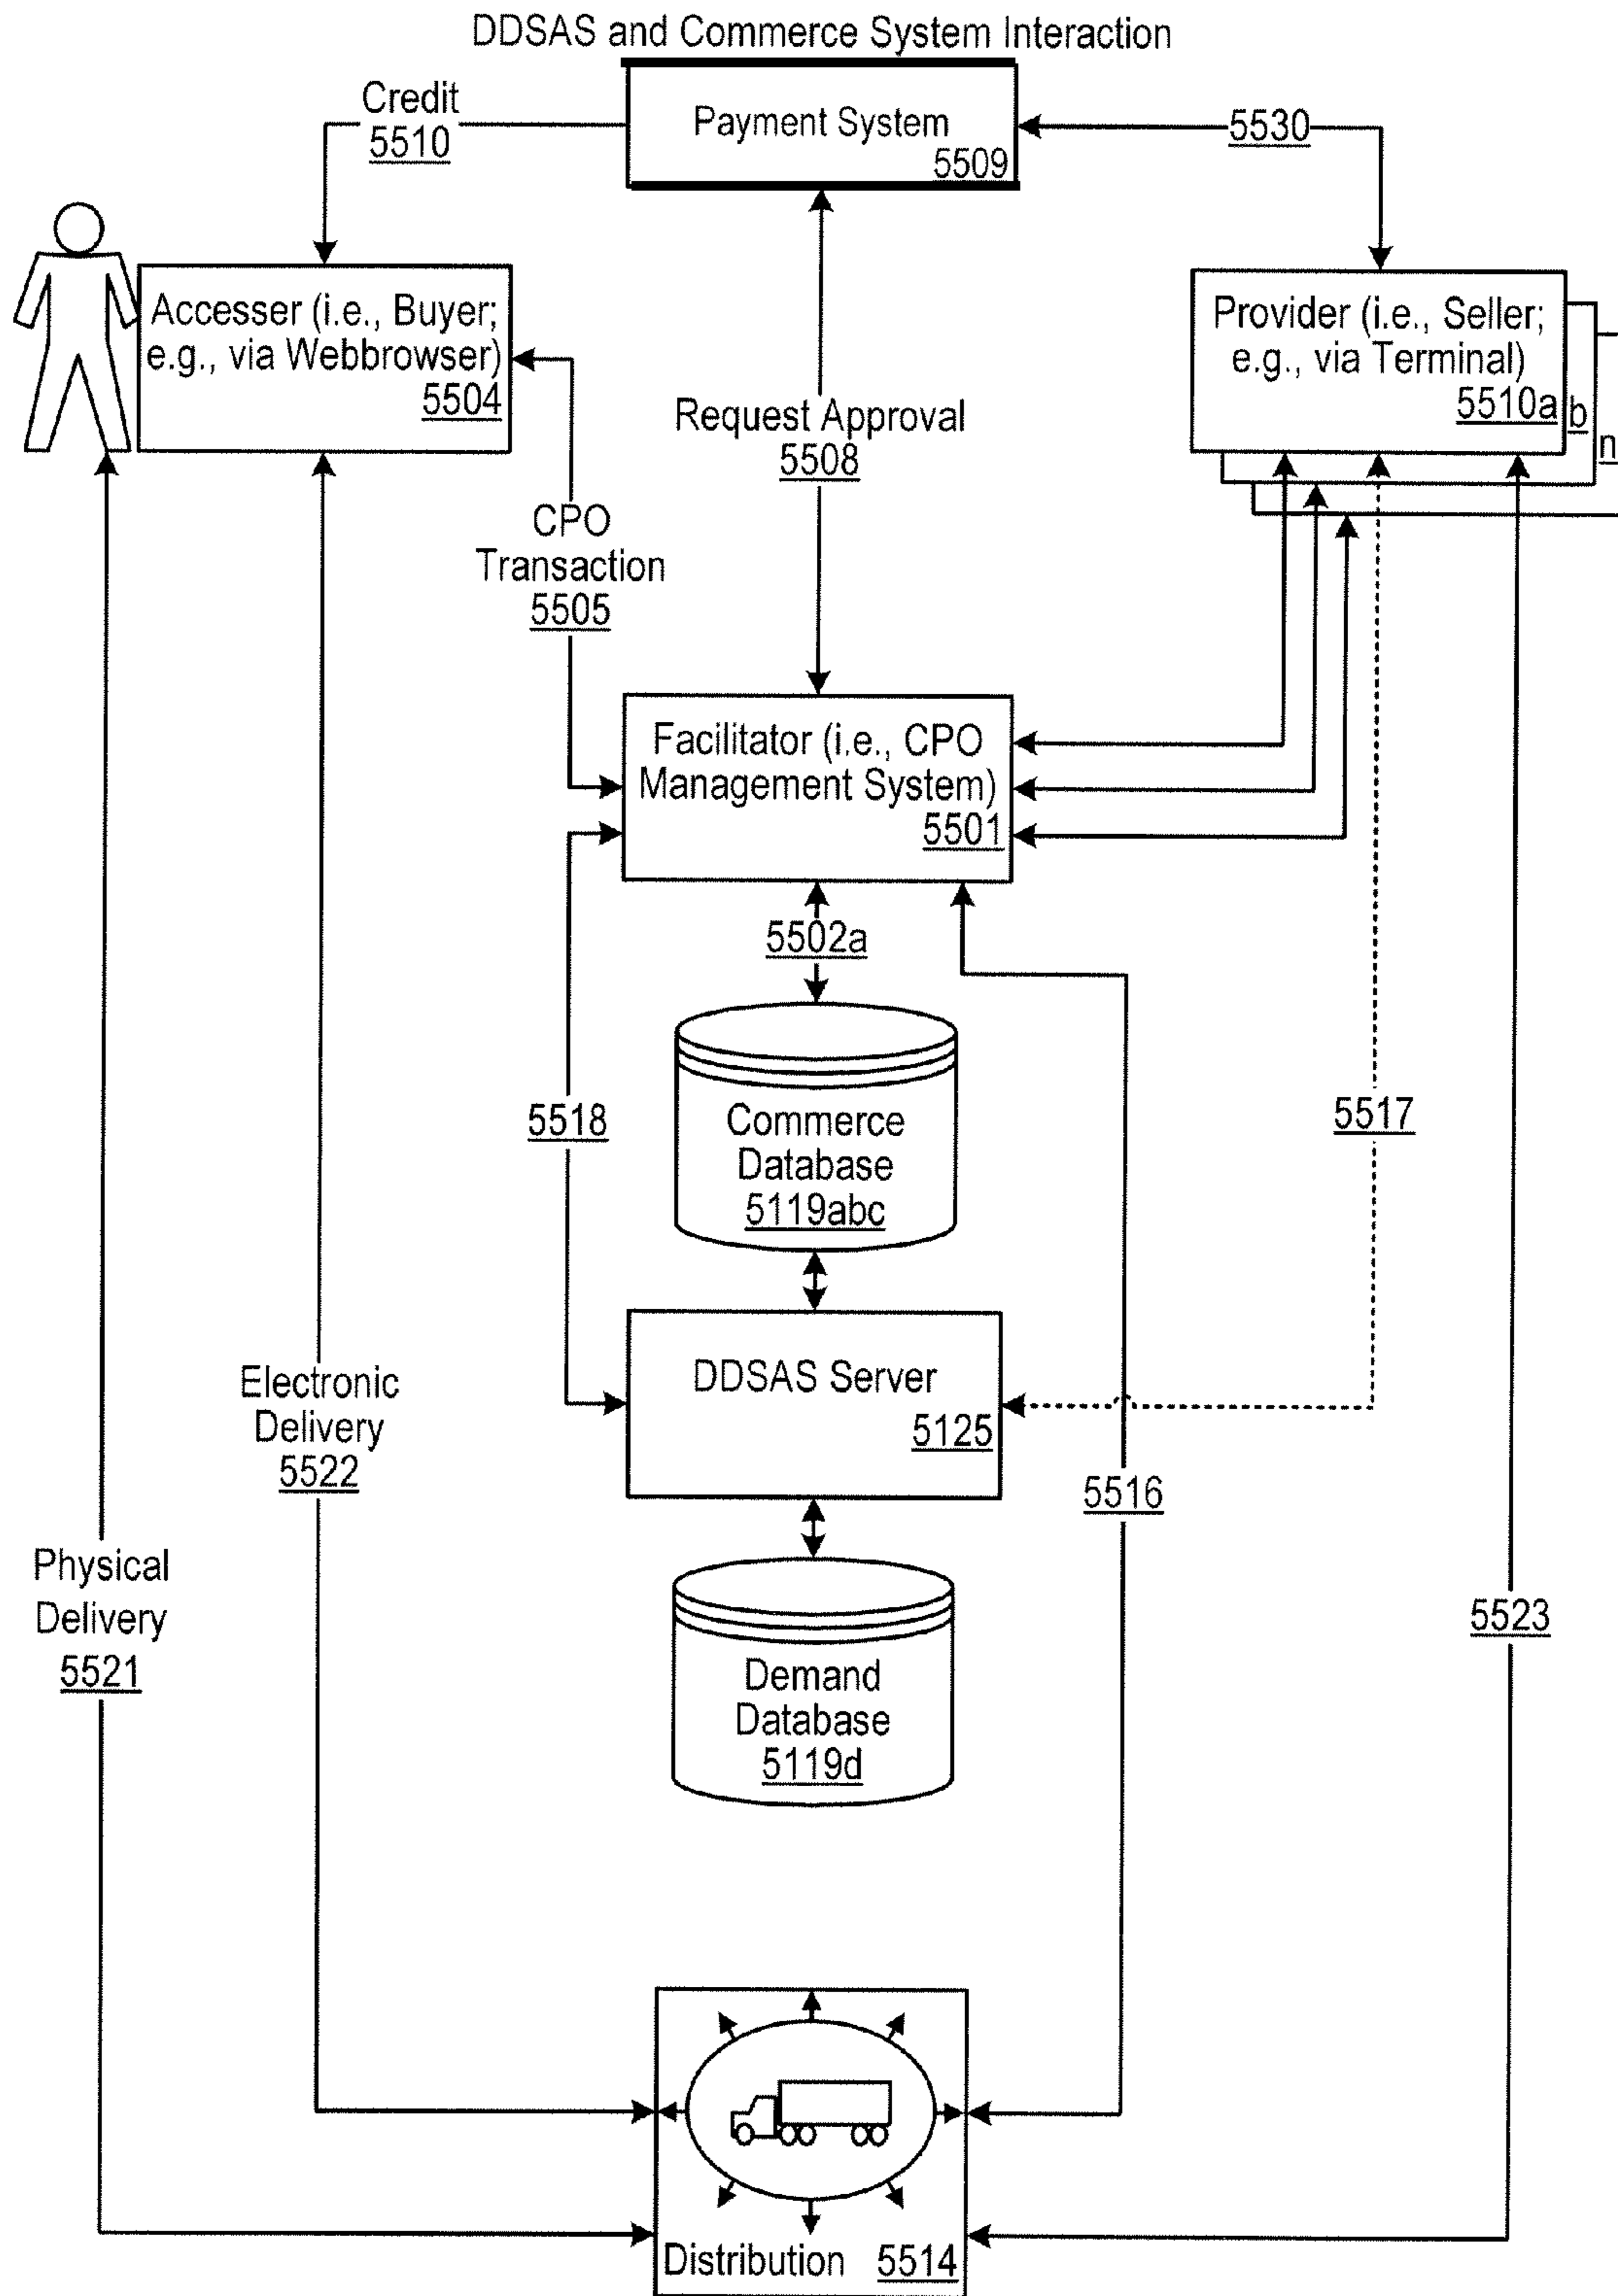 DDSAS and Commerce System Interaction
Credit
5510
Payment System
5509
5530
Accesser (i.e., Buyer;
e.g., via Webbrowser)
5504
Provider (i.e., Seller;
e.g., via Terminal)
5510a
b
n
Request Approval
5508
CPO
Transaction
5505
Facilitator (i.e., CPO
Management System)
5501
5502a
Commerce
Database
5119abc
5518
5517
DDSAS Server
5125
Electronic
Delivery
5522
5516
Physical
Delivery
5521
5523
Demand
Database
5119d
Distribution 5514